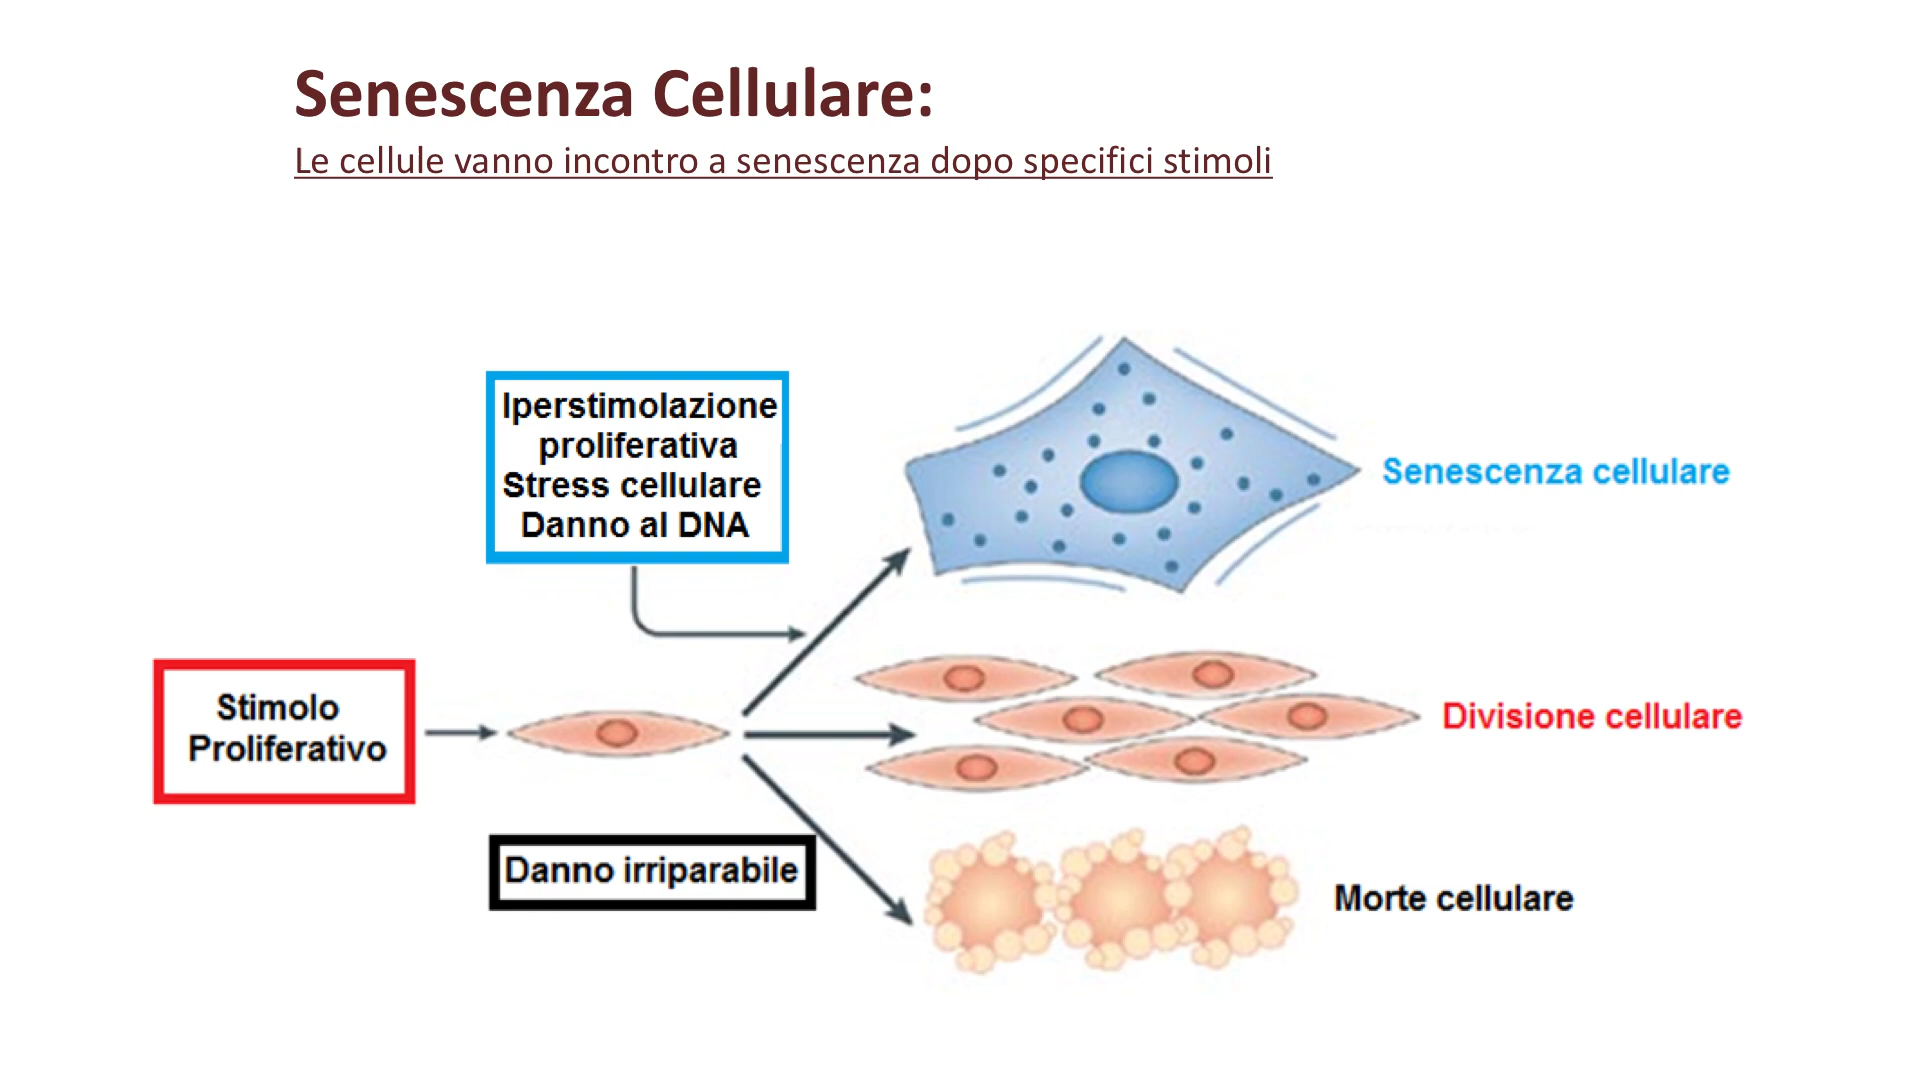 Senescenza Cellulare:
Le cellule vanno incontro a senescenza dopo specifici stimoli
Iperstimolazione
proliferativa
Stress cellulare
Danno al DNA
Senescenza cellulare
Stimolo
Proliferativo
Divisione cellulare
Danno irriparabile
Morte cellulare